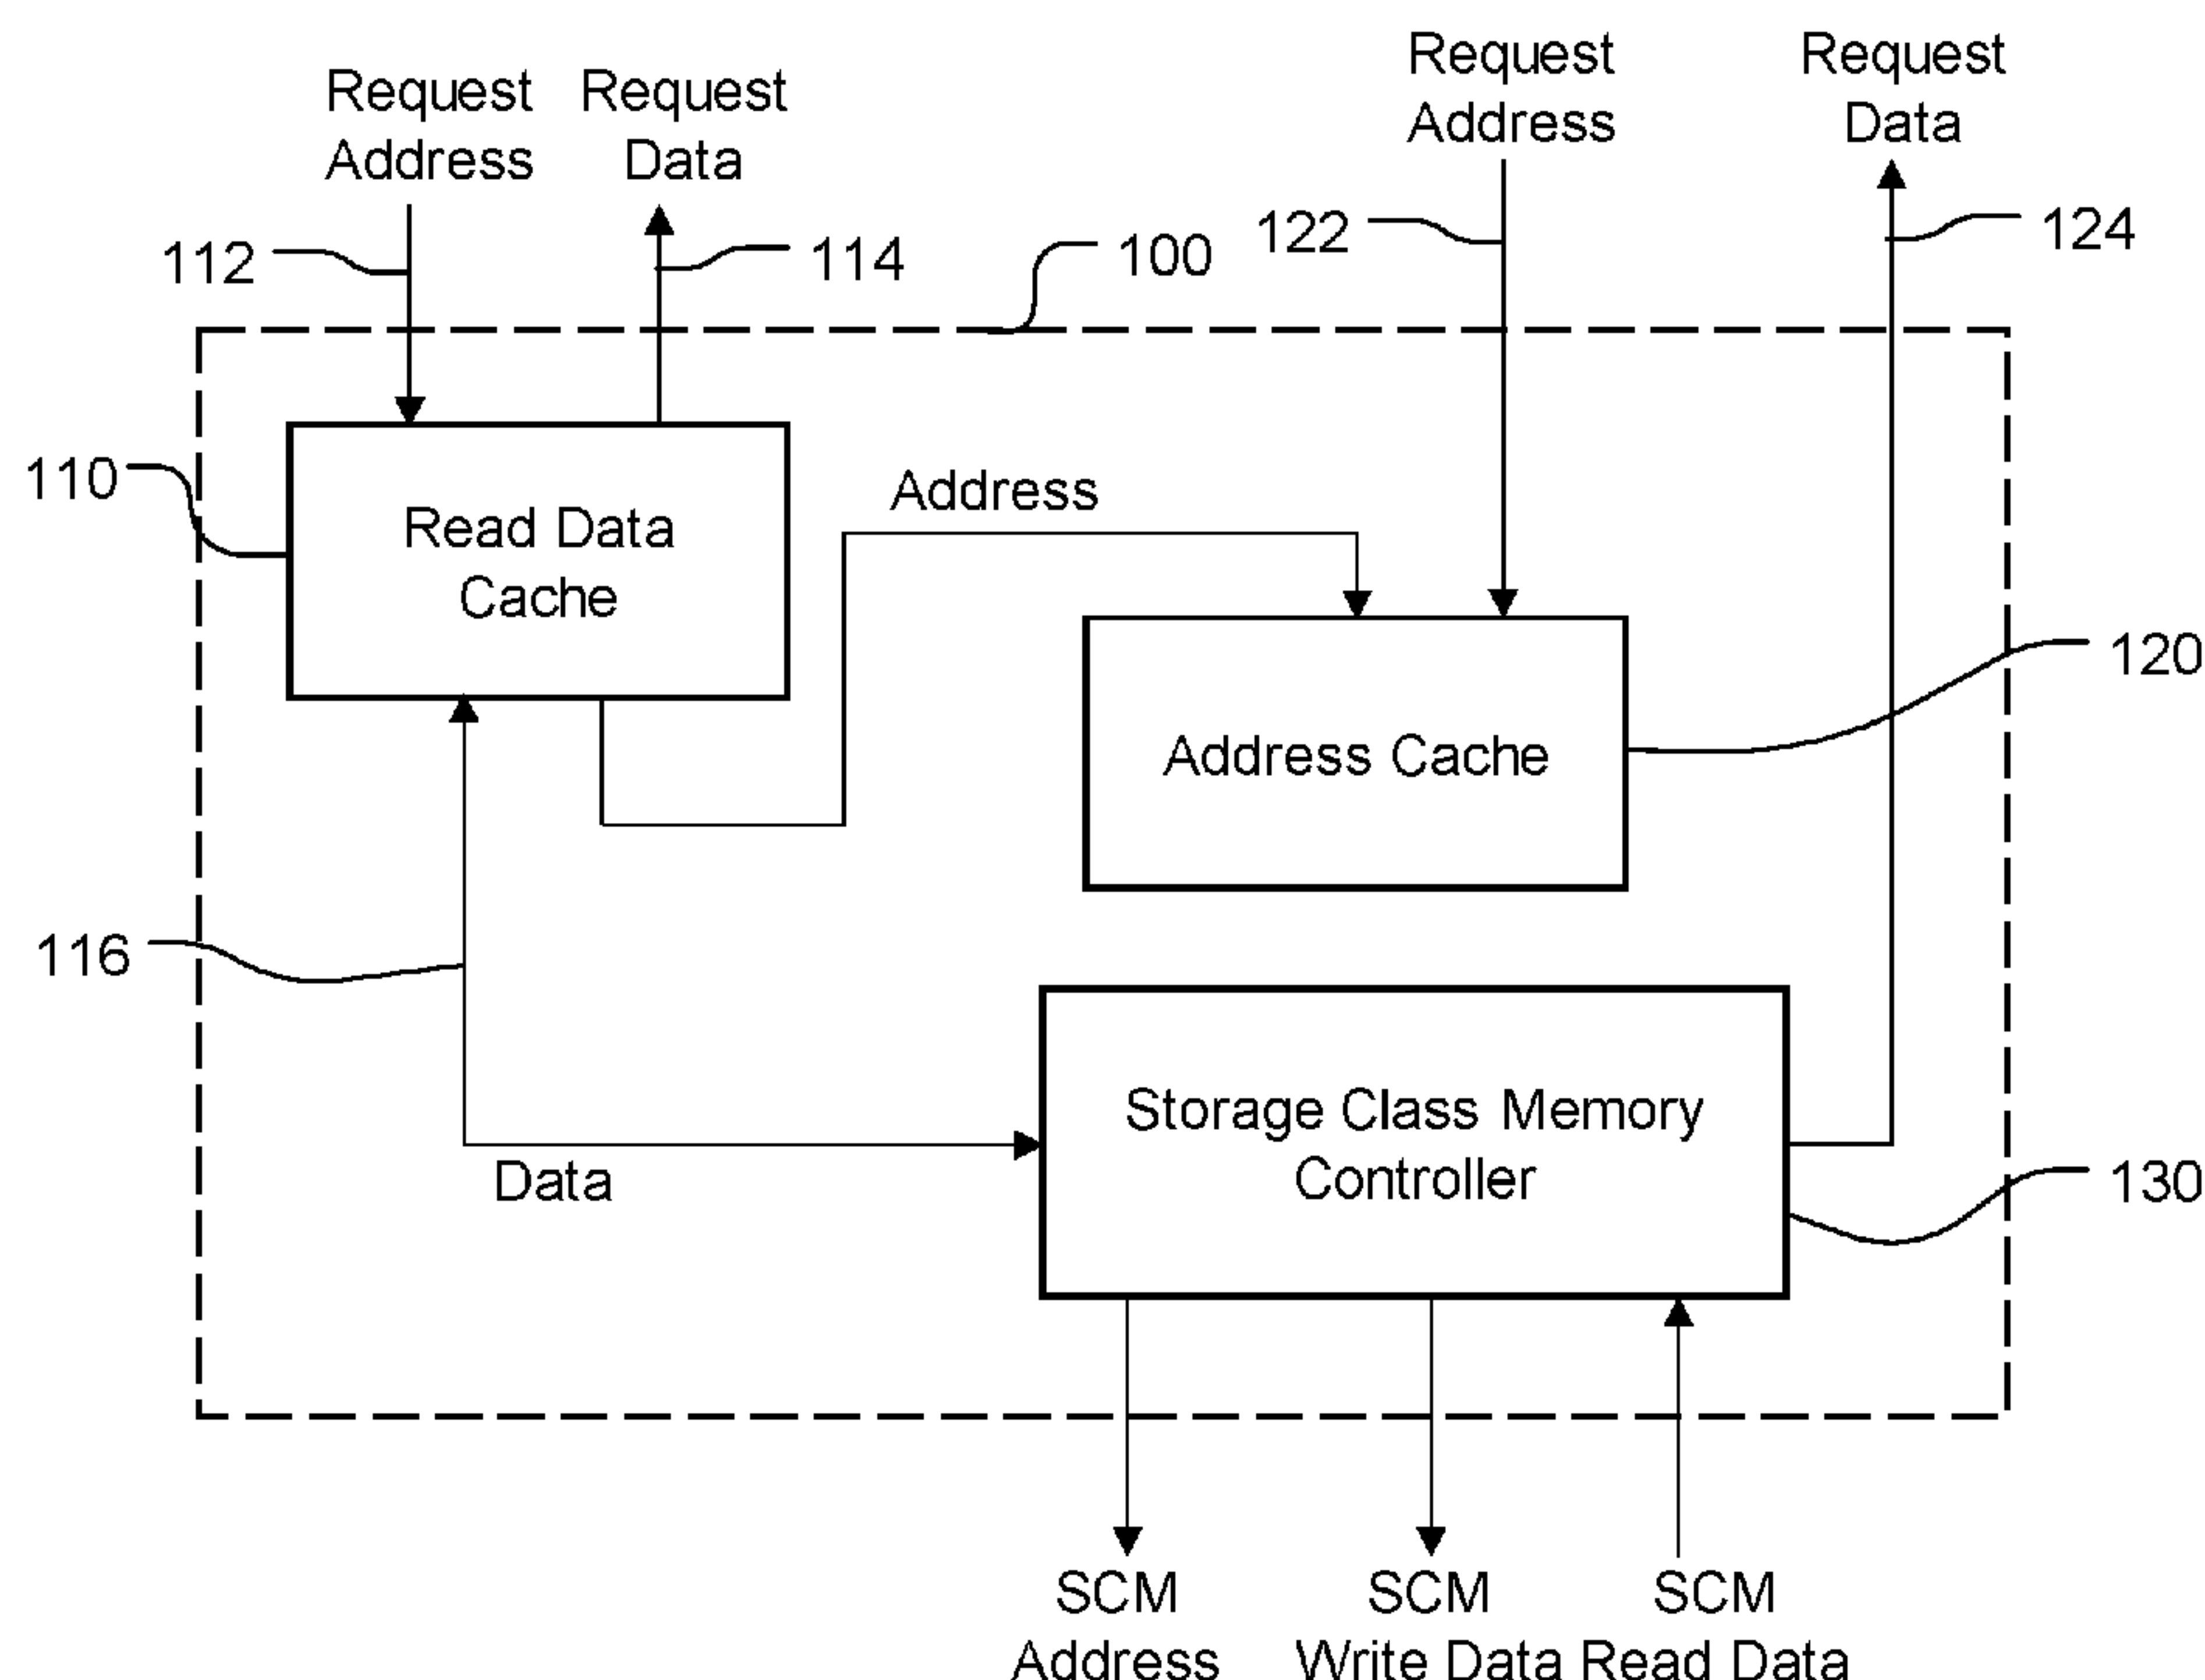 Request
Address
Request
Data
Request
Address
Request
Data
112
114
100
122
124
110
Read Data
Cache
Address
120
Address Cache
116
Data
Storage Class Memory
Controller
130
SCM
Address
SCM
Write Data
SCM
Read Data